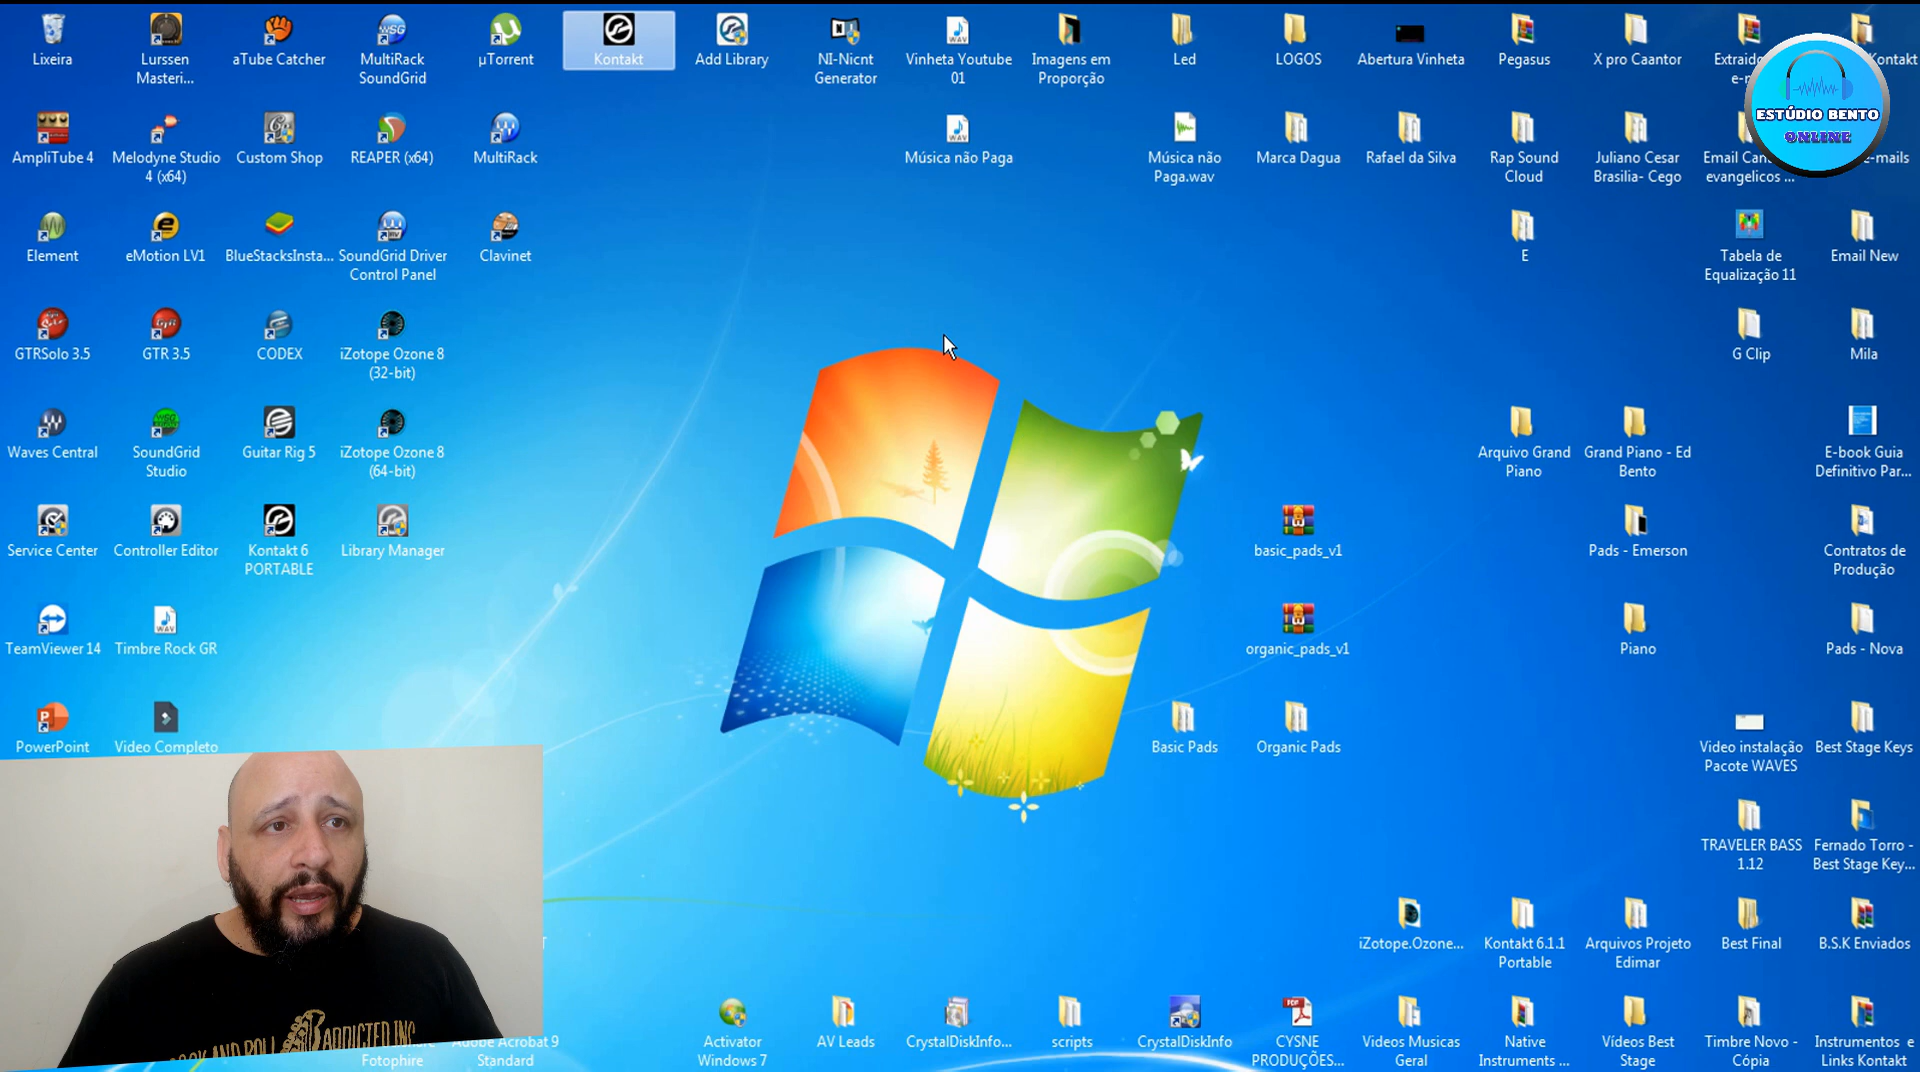 Lixeira
Lurssen
Masteri...
aTube Catcher
MultiRack
SoundGrid
µTorrent
Kontakt
Add Library
NI-Nicnt
Generator
Vinheta Youtube
01
Imagens em
Proporção
Led
LOGOS
Abertura Vinheta
Pegasus
X pro Caantor
Kontakt
ESTÚDIO BENTO
ONLINE
AmpliTube 4
Melodyne Studio
4 (x64)
Custom Shop
REAPER (x64)
MultiRack
Música não Paga
Música não
Paga.wav
Marca Dagua
Rafael da Silva
Rap Sound
Cloud
Juliano Cesar
Brasilia- Cego
Email
evangelicos ...
e-mails
Element
eMotion LV1
BlueStacksInsta...
SoundGrid Driver
Control Panel
Clavinet
E
Tabela de
Equalização 11
Email New
GTRSolo 3.5
GTR 3.5
CODEX
iZotope Ozone 8
(32-bit)
G Clip
Mila
Waves Central
SoundGrid
Studio
Guitar Rig 5
iZotope Ozone 8
(64-bit)
Arquivo Grand
Piano
Grand Piano - Ed
Bento
E-book Guia
Definitivo Par...
Service Center
Controller Editor
Kontakt 6
PORTABLE
Library Manager
basic_pads_v1
Pads - Emerson
Contratos de
Produção
TeamViewer 14
Timbre Rock GR
organic_pads_v1
Piano
Pads - Nova
PowerPoint
Video Completo
Basic Pads
Organic Pads
Video instalação
Pacote WAVES
Best Stage Keys
TRAVELER BASS
1.12
Fernado Torro -
Best Stage Key...
iZotope.Ozone...
Kontakt 6.1.1
Portable
Arquivos Projeto
Edimar
Best Final
B.S.K Enviados
ROLL ADDICTED INC
Fotophire
Adobe Acrobat 9
Standard
Activator
Windows 7
AV Leads
CrystalDiskInfo...
scripts
CrystalDiskInfo
CYSNE
PRODUÇÕES...
Videos Musicas
Geral
Native
Instruments ...
Vídeos Best
Stage
Timbre Novo -
Cópia
Instrumentos e
Links Kontakt